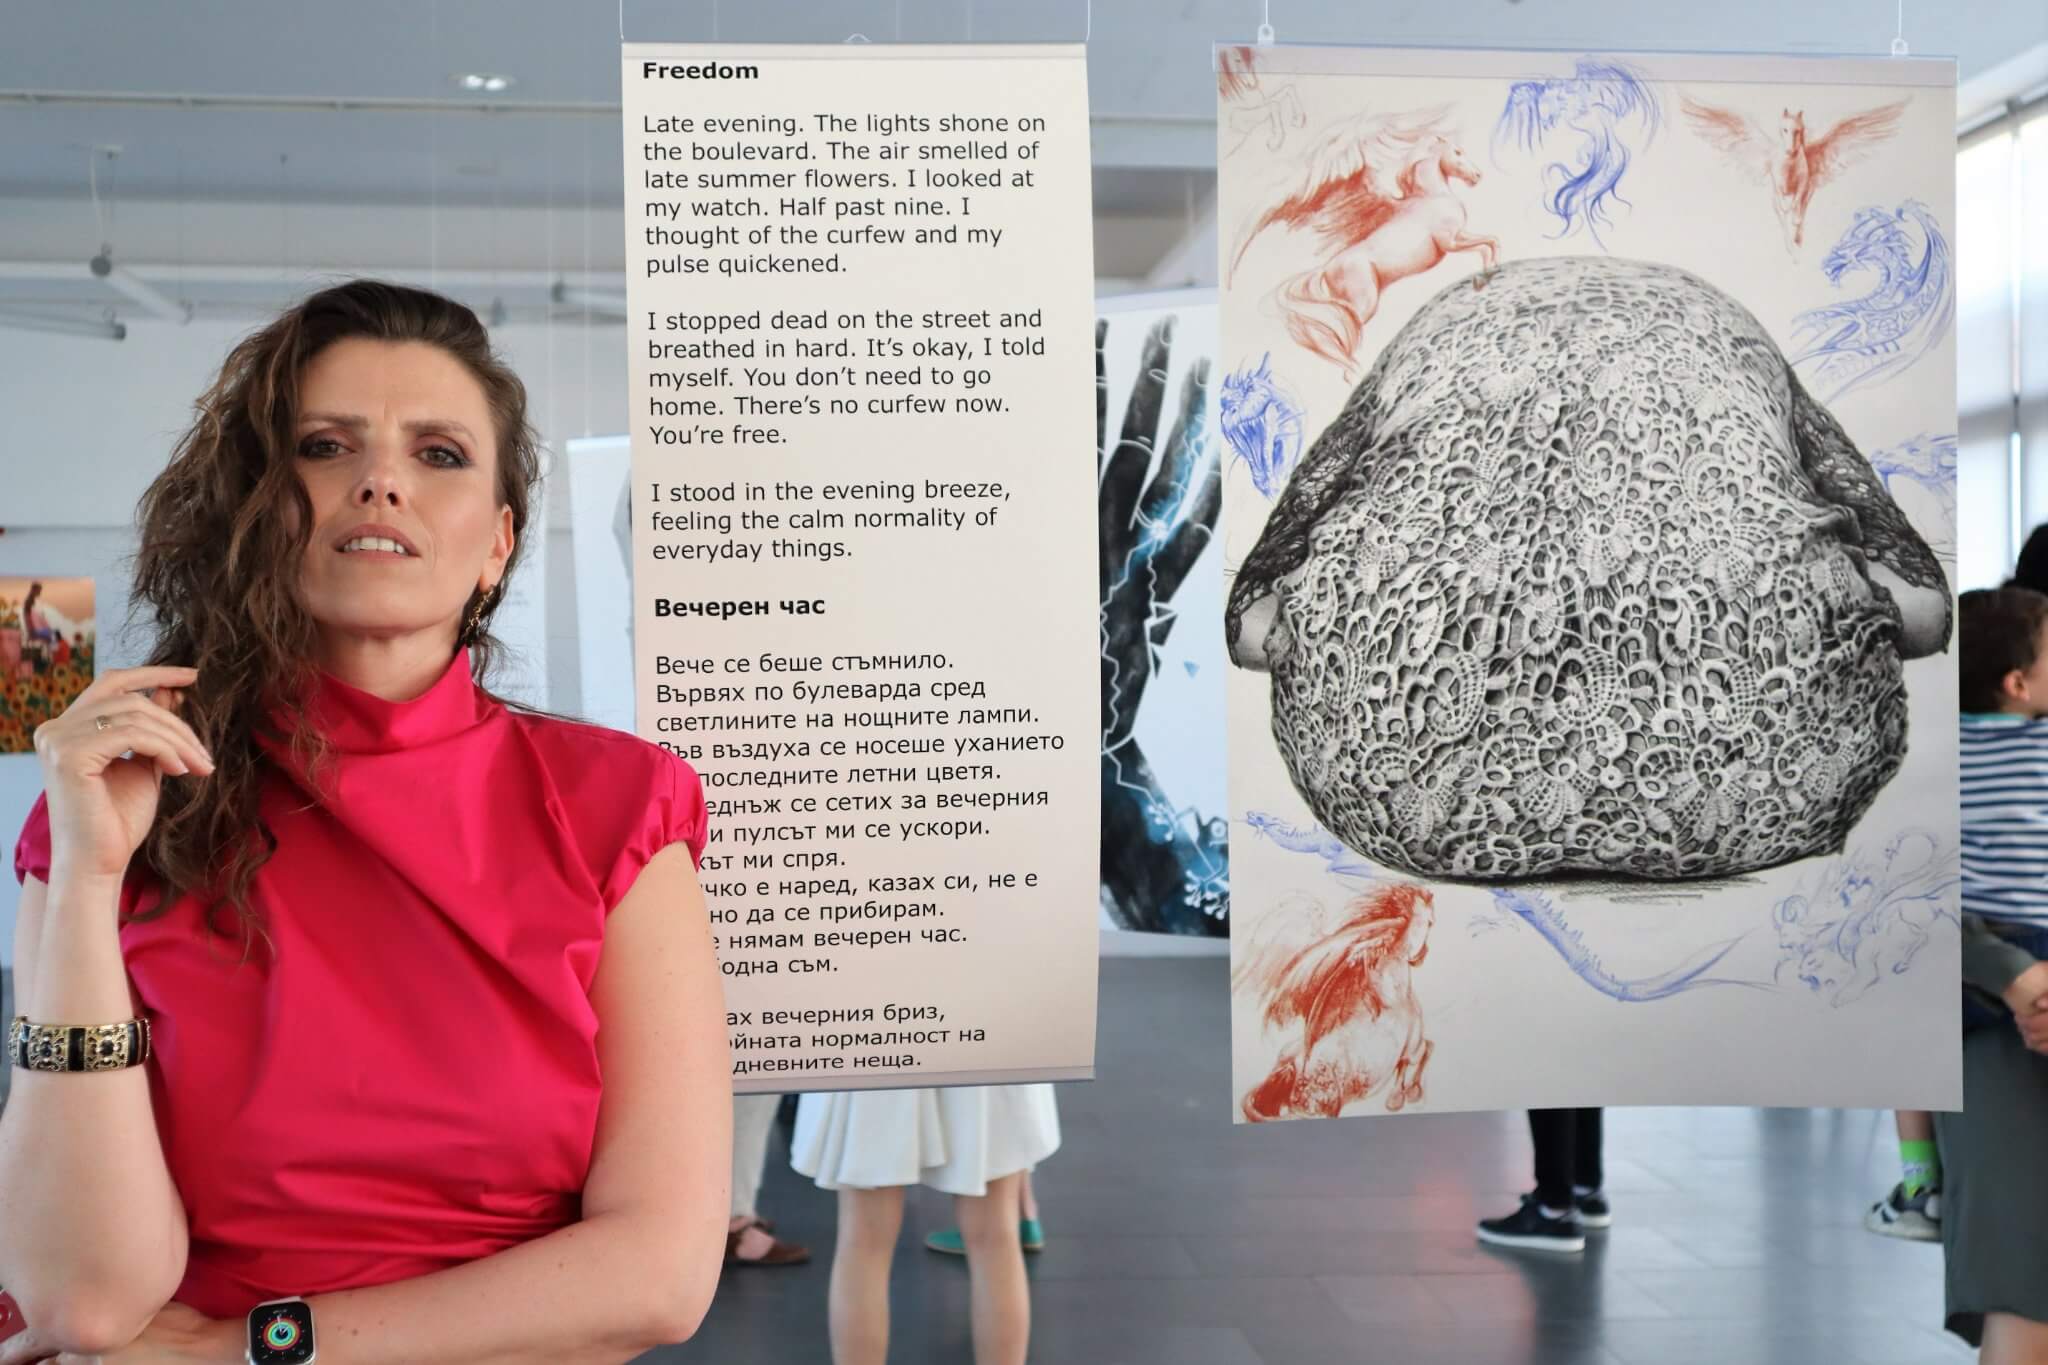 Freedom
Late evening. The lights shone on
the boulevard. The air smelled of
late summer flowers. I looked at
my watch. Half past nine. I
thought of the curfew and my
pulse quickened.
I stopped dead on the street and
breathed in hard. It’s okay, I told
myself. You don’t need to go
home. There’s no curfew now.
You’re free.
I stood in the evening breeze,
feeling the calm normality of
everyday things.
Вечерен час
Вече се беше стъмнило.
Вървях по булеварда сред
светлините на нощните лампи.
във въздуха се носеше уханието
последните летни цветя.
се сетих за вечерния
и пулсът ми се ускори.
ми спря.
е наред, казах си, не е
да се прибирам.
нямам вечерен час.
съм.
вечерния бриз,
нормалност на
неща.